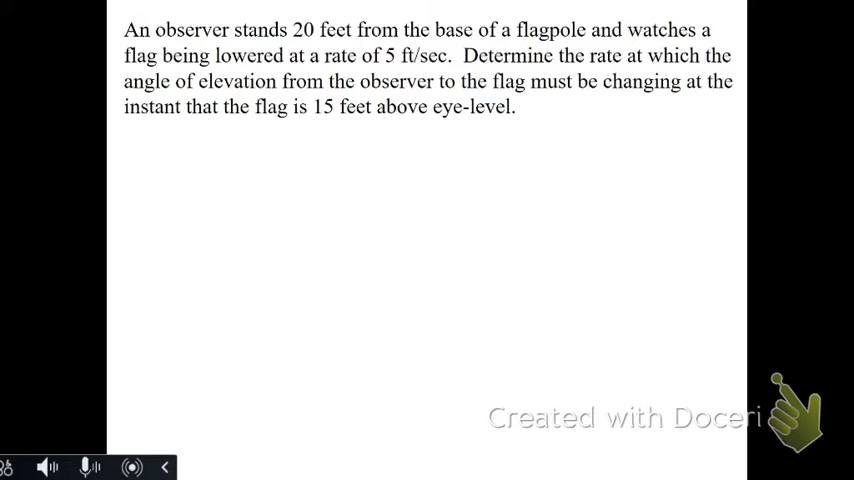 An observer stands 20 feet from the base of a flagpole and watches a
flag being lowered at a rate of 5 ft/sec.  Determine the rate at which the
angle of elevation from the observer to the flag must be changing at the
instant that the flag is 15 feet above eye-level.
Created with Doceri